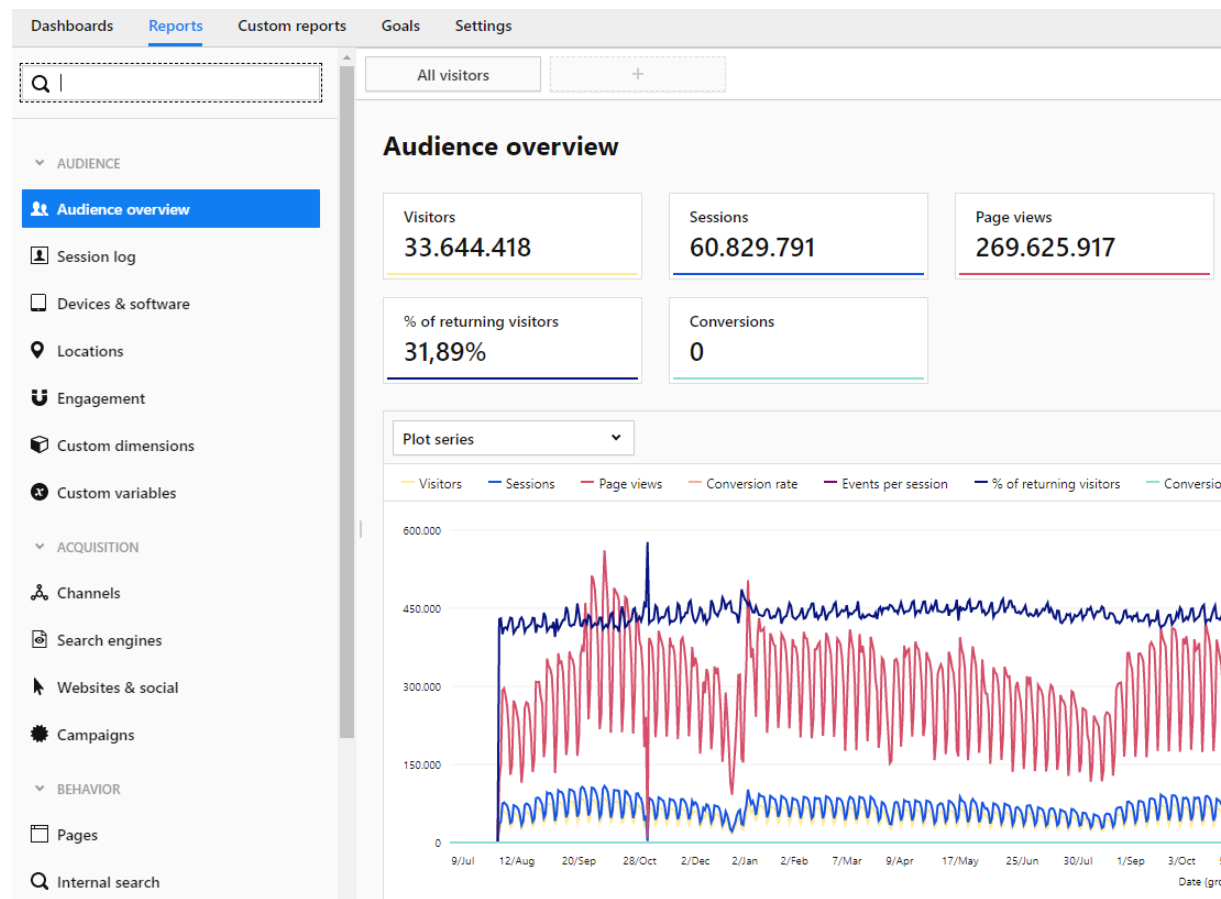 Dashboards Reports Custom reports Goals Settings
All visitors +
AUDIENCE
Audience overview
Session log
Devices & software
Locations
Engagement
Custom dimensions
Custom variables
ACQUISITION
Channels
Search engines
Websites & social
Campaigns
BEHAVIOR
Pages
Internal search
Audience overview
Visitors
33.644.418
Sessions
60.829.791
Page views
269.625.917
% of returning visitors
31,89%
Conversions
0
Plot series
Visitors Sessions Page views Conversion rate Events per session % of returning visitors Conversio
600.000
450.000
300.000
150.000
0
9/Jul 12/Aug 20/Sep 28/Oct 2/Dec 2/Jan 2/Feb 7/Mar 9/Apr 17/May 25/Jun 30/Jul 1/Sep 3/Oct
Date (gro